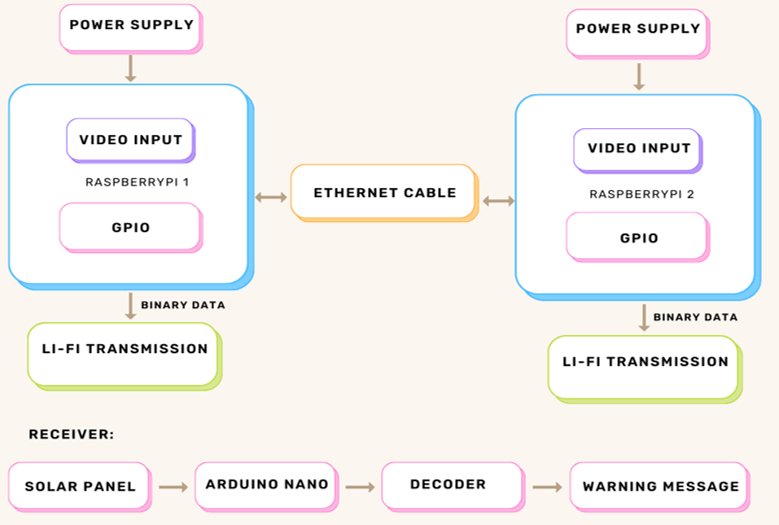 POWER SUPPLY
POWER SUPPLY
VIDEO INPUT
RASPBERRYPI 1
GPIO
ETHERNET CABLE
VIDEO INPUT
RASPBERRYPI 2
GPIO
BINARY DATA
LI-FI TRANSMISSION
BINARY DATA
LI-FI TRANSMISSION
RECEIVER:
SOLAR PANEL
ARDUINO NANO
DECODER
WARNING MESSAGE